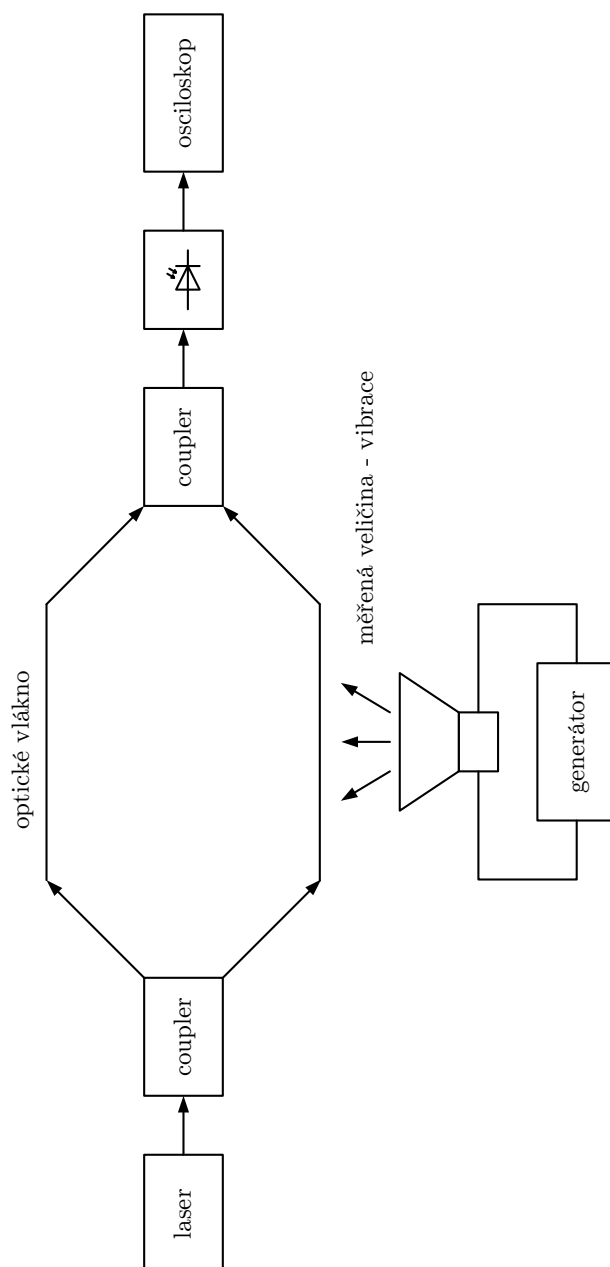 optické vlákno
laser
coupler
coupler
osciloskop
měřená veličina - vibrace
generátor